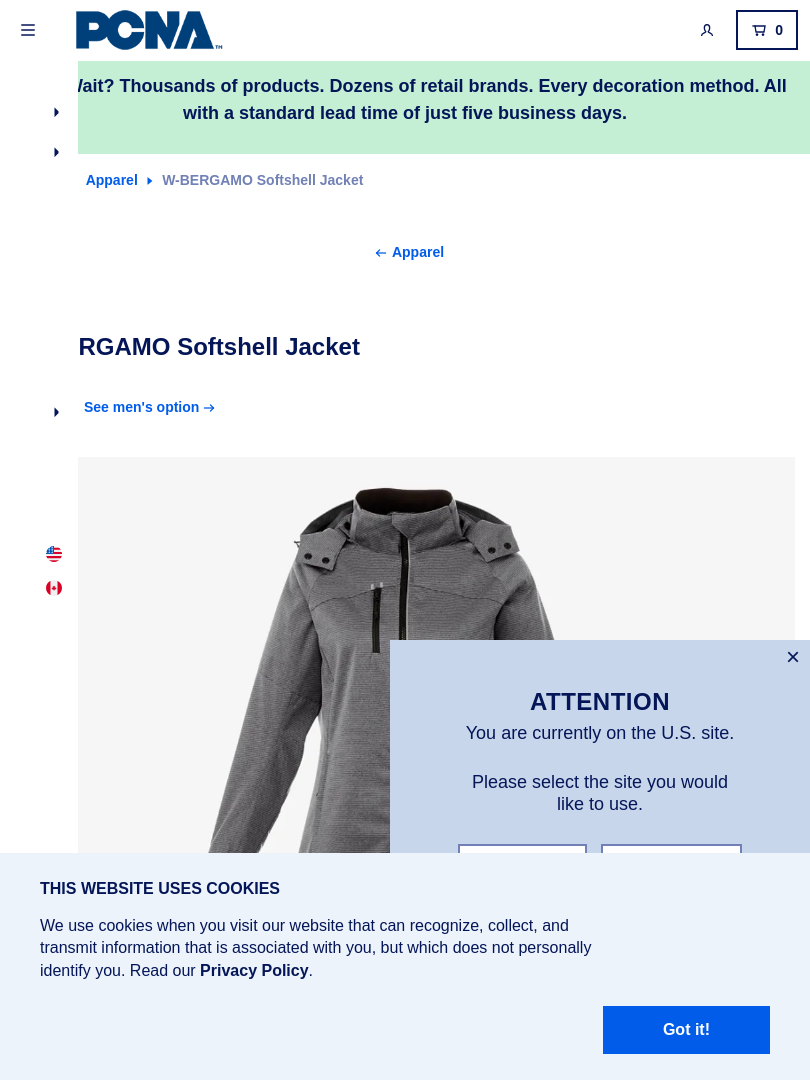 PCNA TM
0
Wait? Thousands of products. Dozens of retail brands. Every decoration method. All
with a standard lead time of just five business days.
Apparel W-BERGAMO Softshell Jacket
← Apparel
RGAMO Softshell Jacket
See men's option →
ATTENTION
You are currently on the U.S. site.
Please select the site you would
like to use.
THIS WEBSITE USES COOKIES
We use cookies when you visit our website that can recognize, collect, and
transmit information that is associated with you, but which does not personally
identify you. Read our Privacy Policy.
Got it!